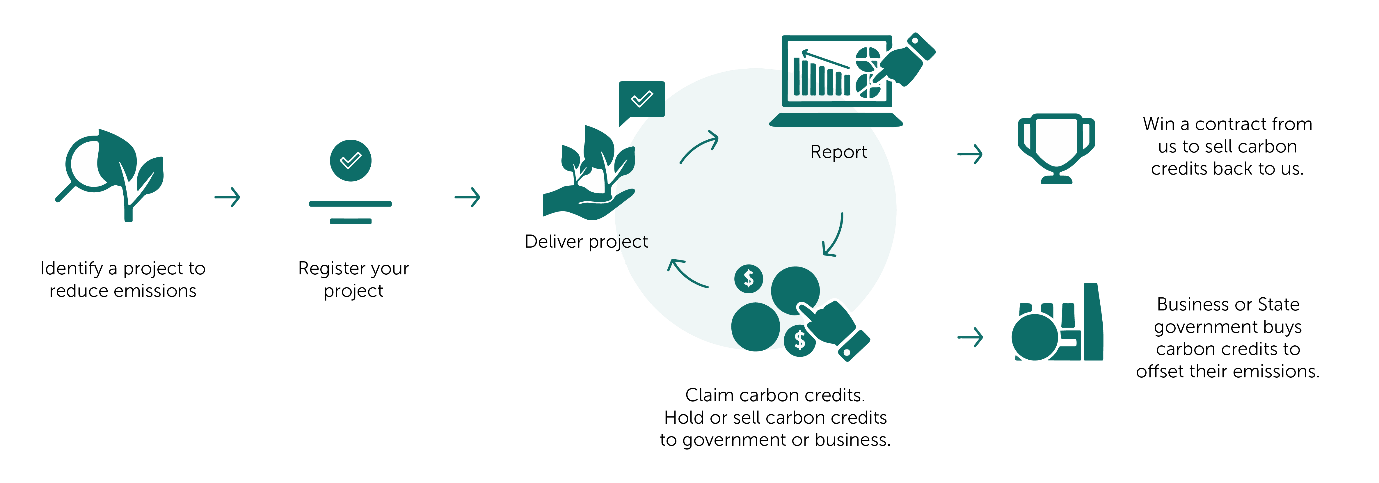 Identify a project to
reduce emissions
Register your
project
Deliver project
Report
$
$
Claim carbon credits.
Hold or sell carbon credits
to government or business.
Win a contract from
us to sell carbon
credits back to us.
Business or State
government buys
carbon credits to
offset their emissions.